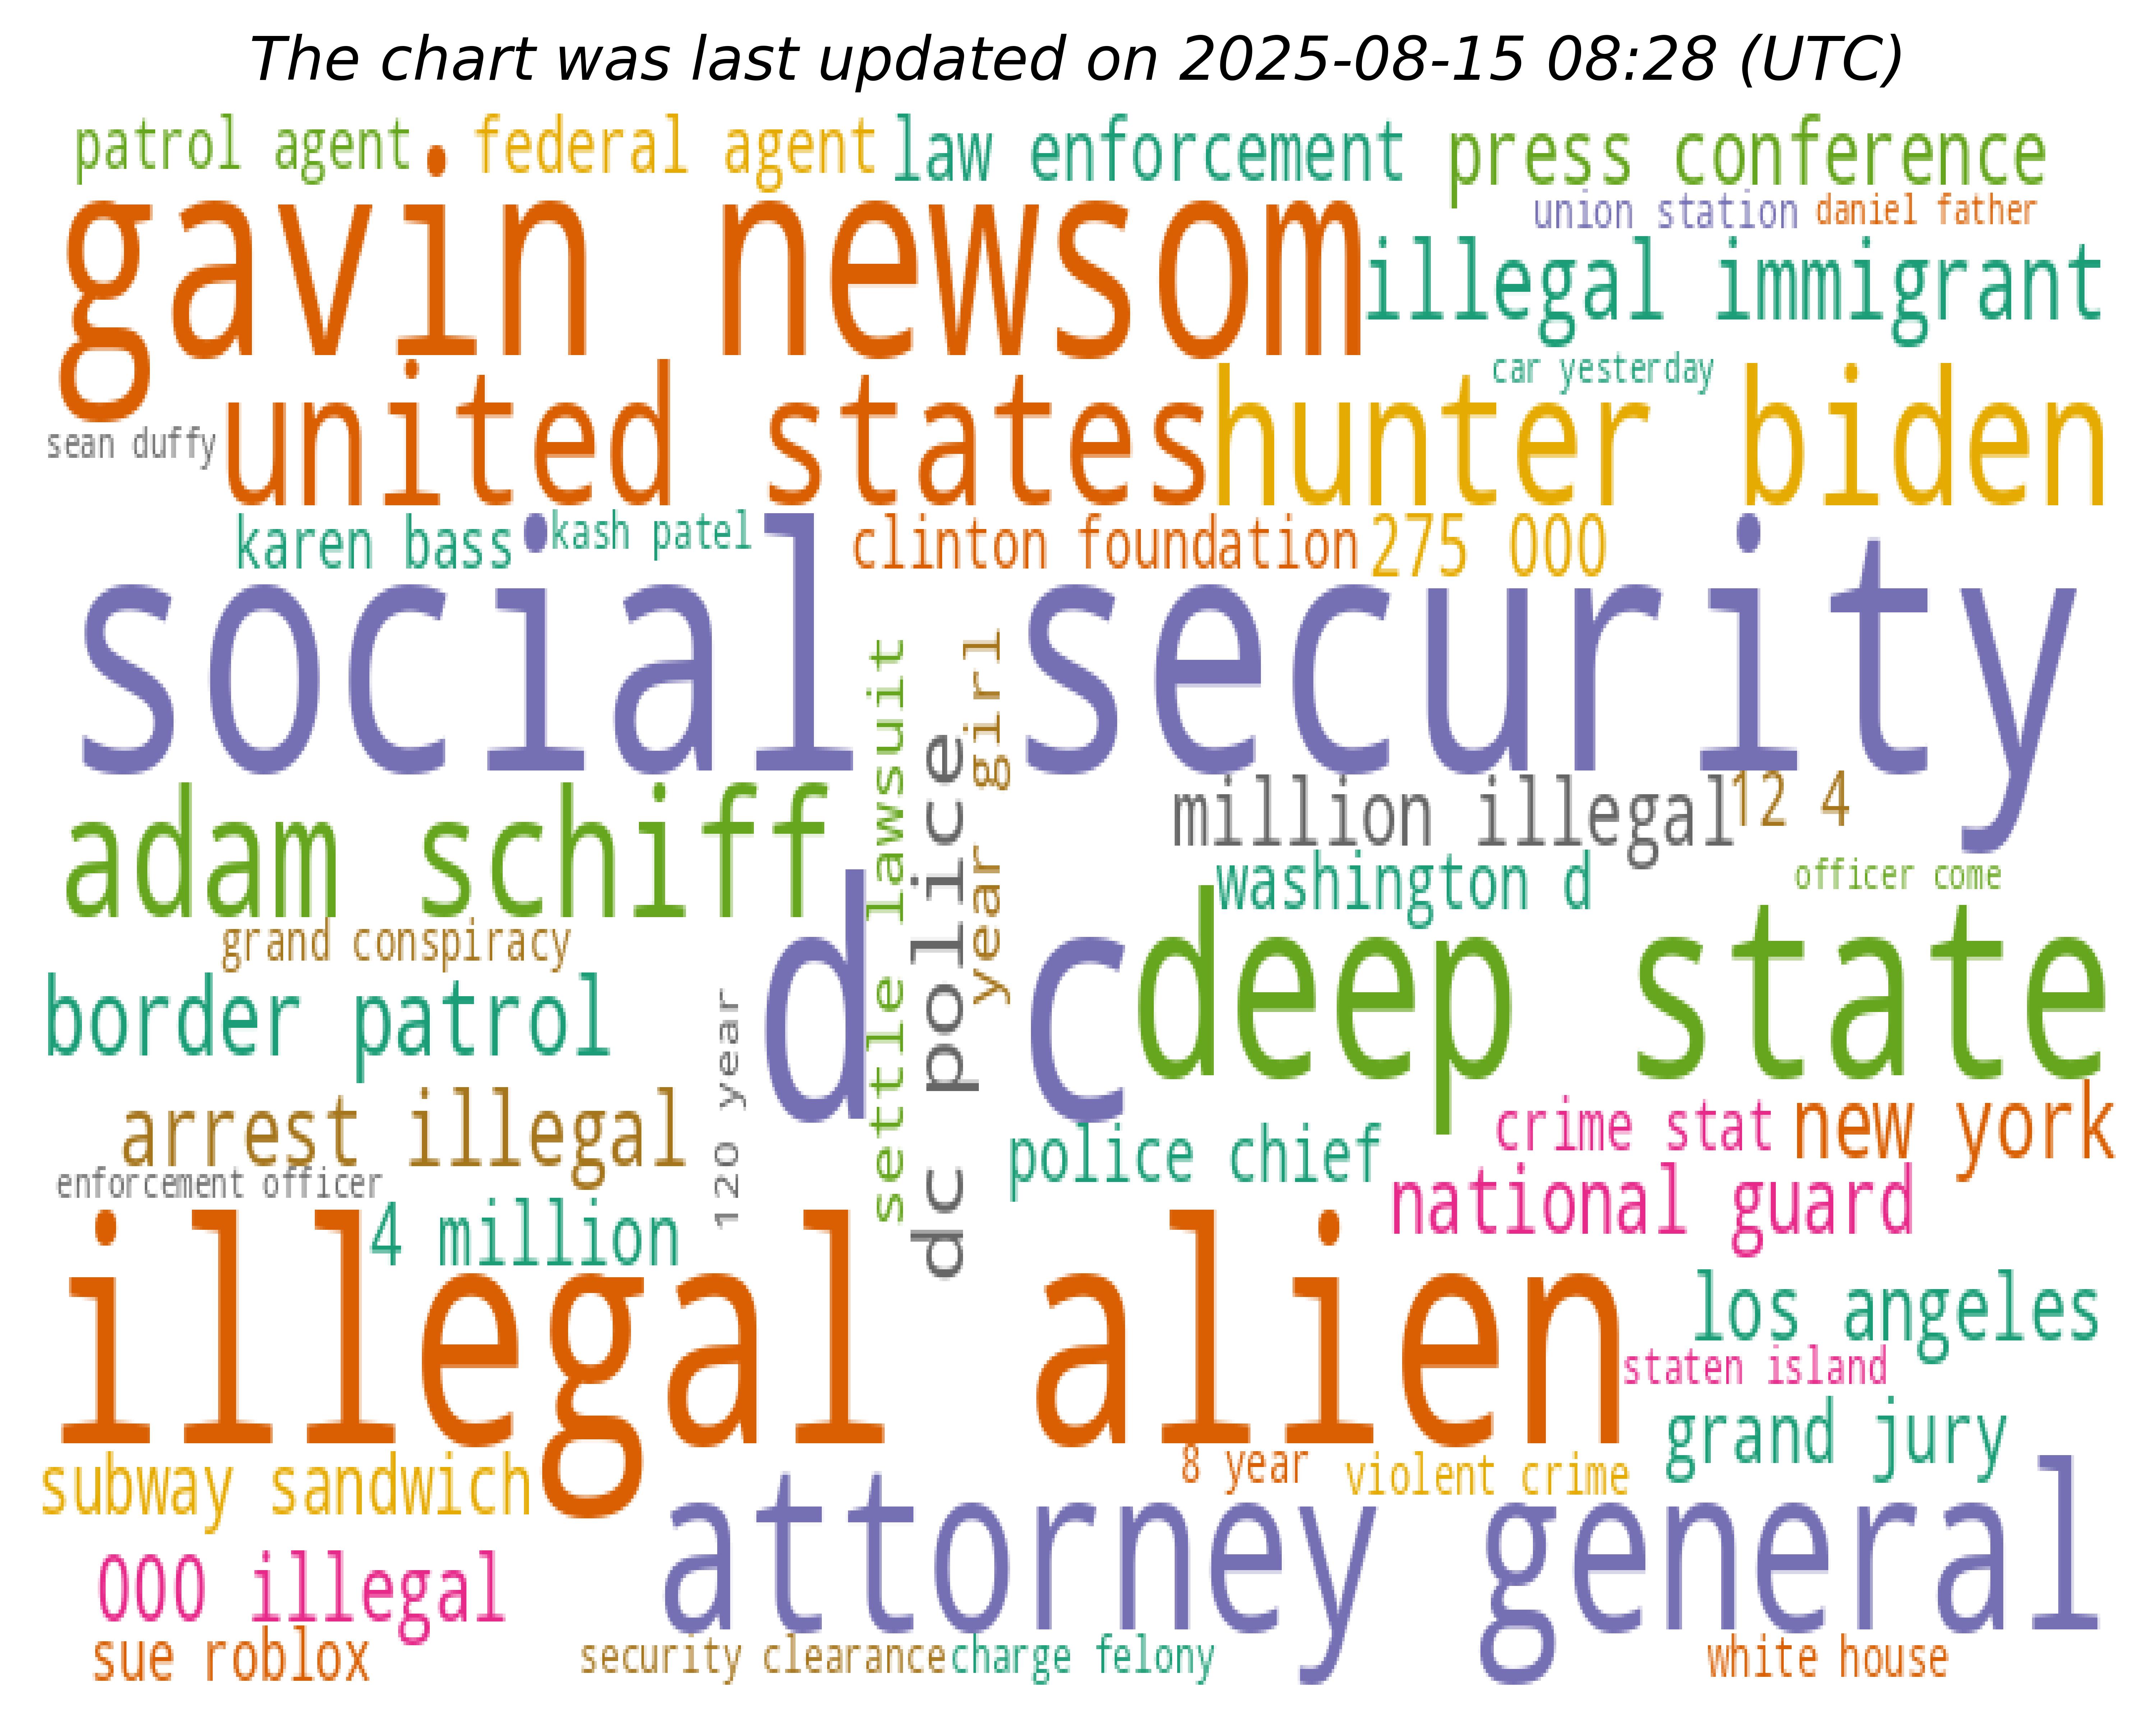 The chart was last updated on 2025-08-15 08:28 (UTC)
patrol agent
federal agent
law enforcement
press conference
union station
daniel father
gavin newsom
illegal immigrant
car yesterday
united states
hunter biden
sean duffy
karen bass
kash patel
clinton foundation
275 000
social security
settle lawsuit
dc police
year girl
million illegal
12 4
adam schiff
washington d
officer come
grand conspiracy
d c
deep state
border patrol
120 year
arrest illegal
police chief
crime stat
new york
enforcement officer
4 million
national guard
illegal alien
los angeles
staten island
grand jury
subway sandwich
8 year
violent crime
attorney general
000 illegal
sue roblox
security clearance
charge felony
white house